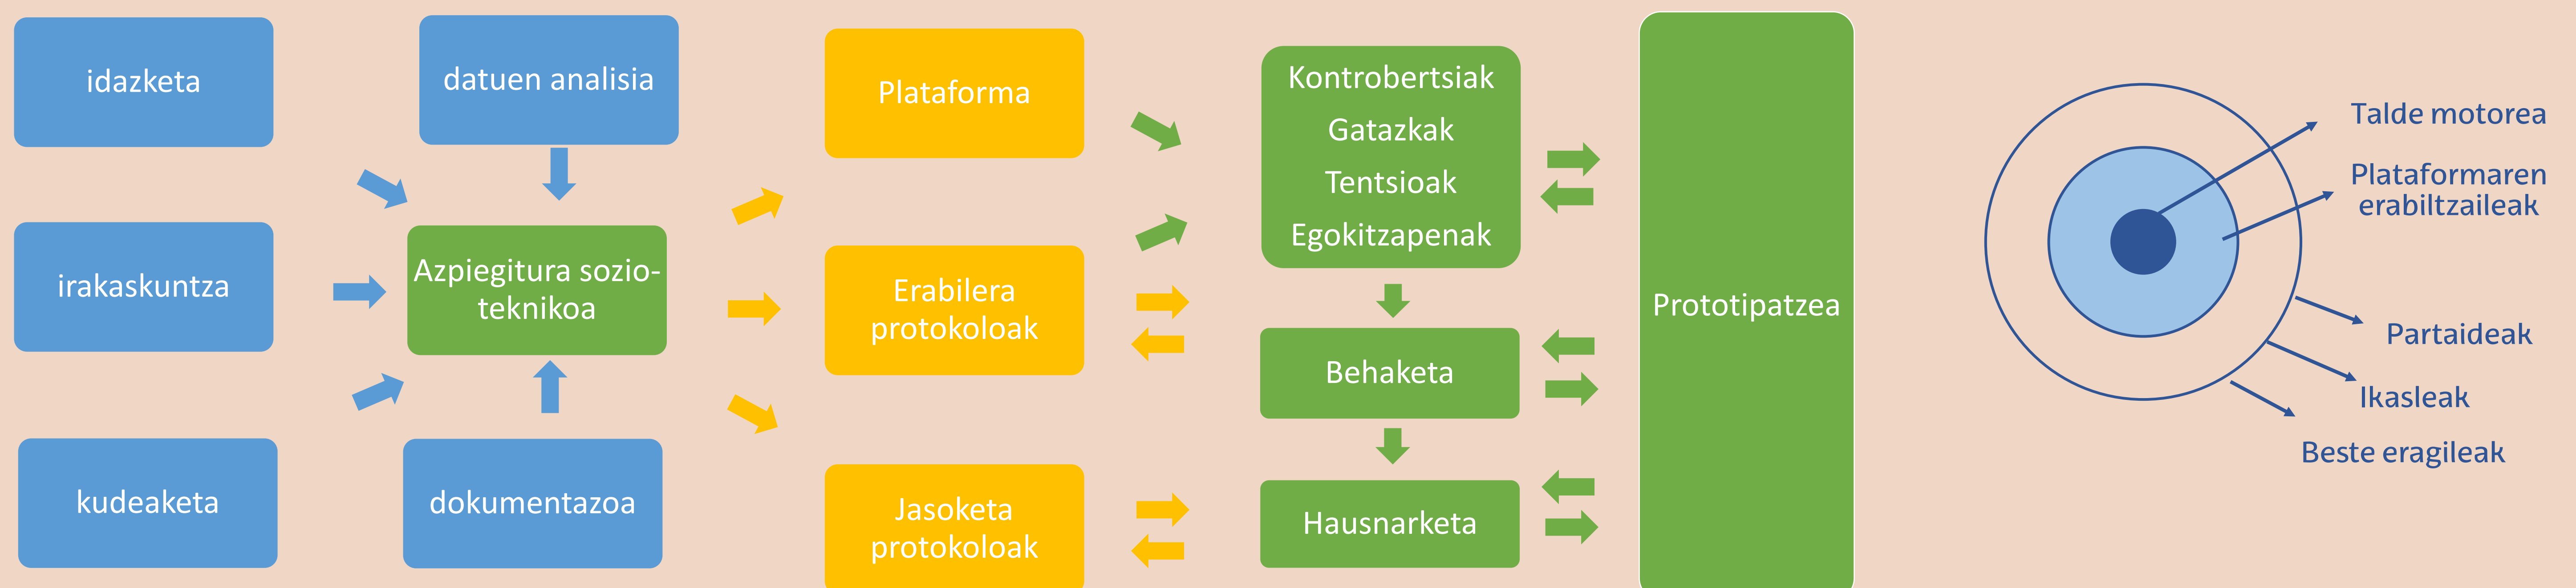 idazketa
irakaskuntza
kudeaketa
datuen analisia
Azpiegitura sozio-
teknikoa
dokumentazoa
Plataforma
Erabilera
protokoloak
Jasoketa
protokoloak
Kontrobertsiak
Gatazkak
Tentsioak
Egokitzapenak
Behaketa
Hausnarketa
Prototipatzea
Talde motorea
Plataformaren
erabiltzaileak
Partaideak
Ikasleak
Beste eragileak